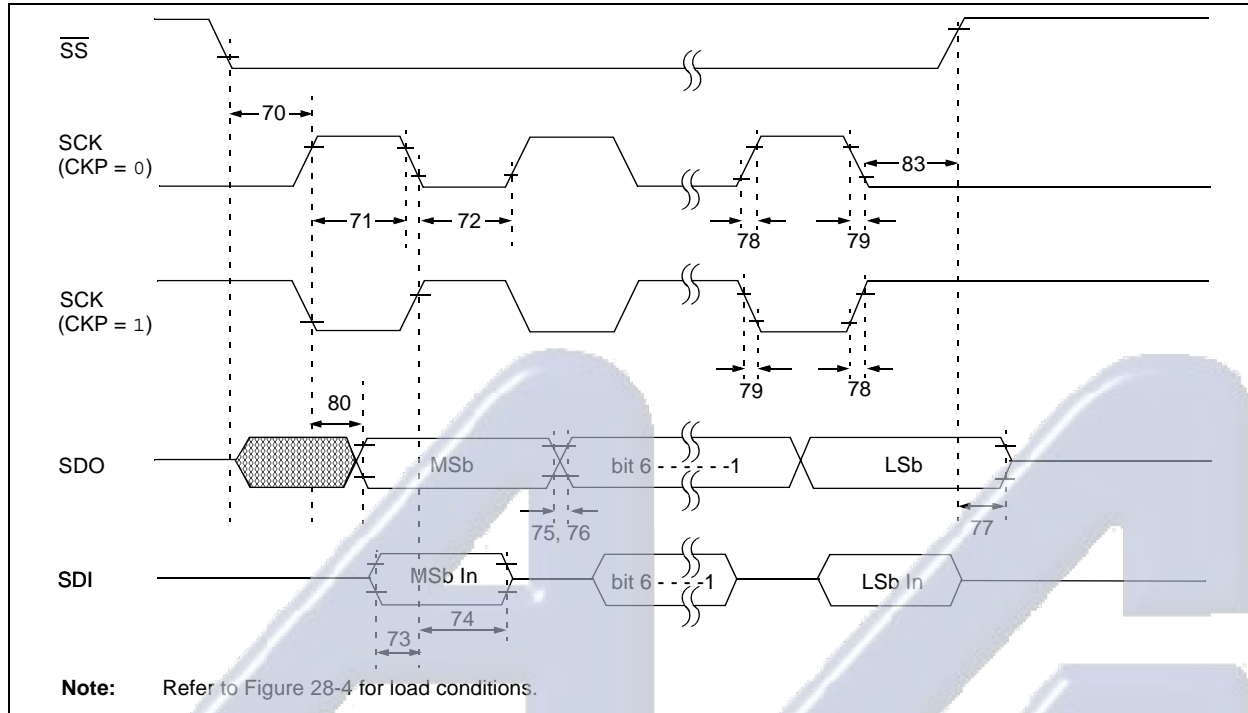 SS
70
SCK
(CKP = 0)
83
71
72
78
79
SCK
(CKP = 1)
79
78
80
SDO
MSb
bit 6 - - - - - -1
LSb
75, 76
77
SDI
MSb In
bit 6 - - - -1
LSb In
74
73
Note: Refer to Figure 28-4 for load conditions.